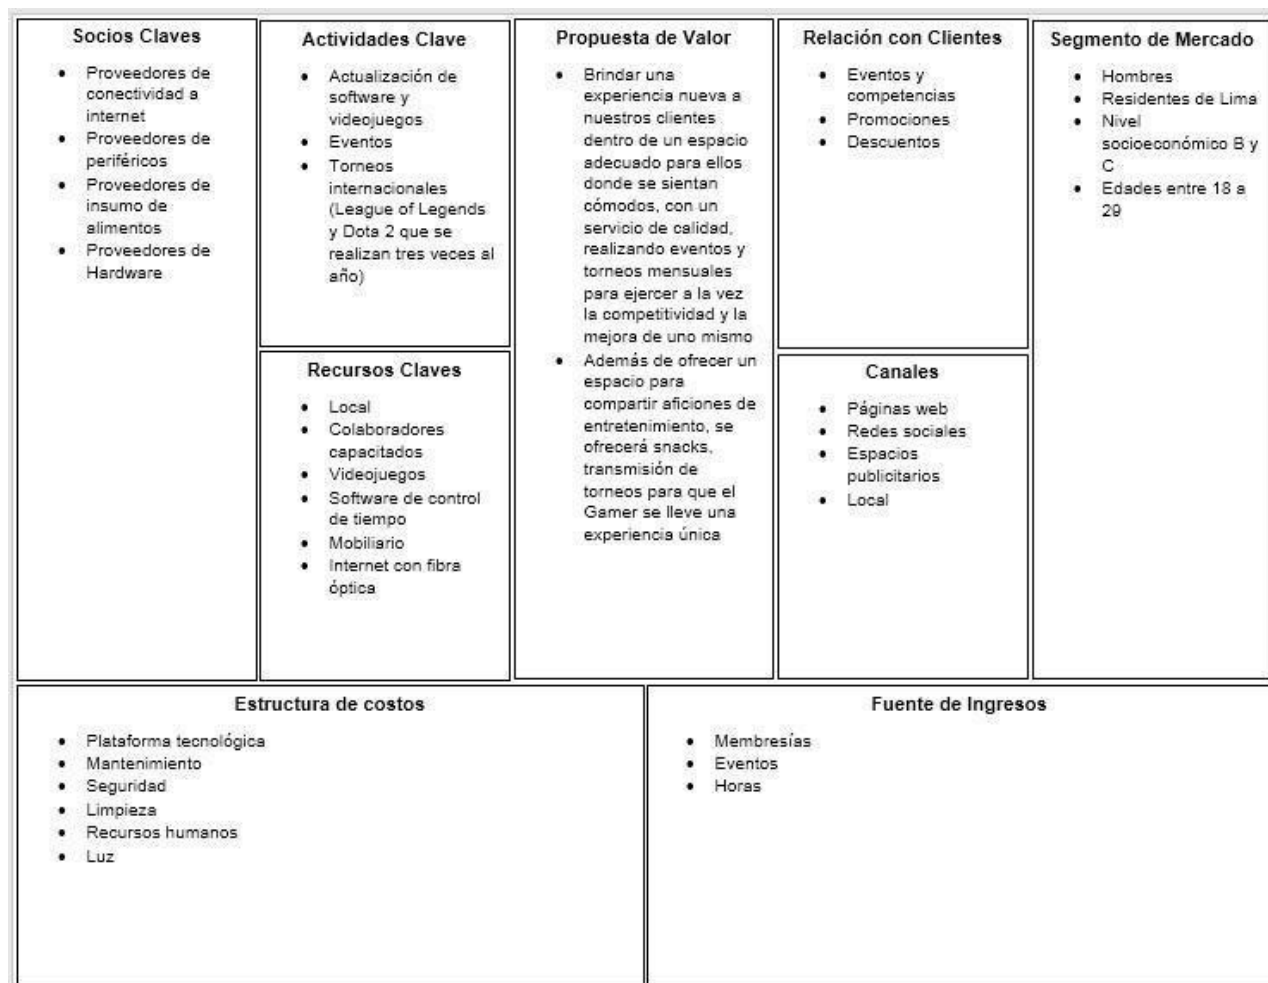 Socios Claves
• Proveedores de
conectividad a
internet
• Proveedores de
periféricos
• Proveedores de
insumo de
alimentos
• Proveedores de
Hardware
Actividades Clave
• Actualización de
software y
videojuegos
• Eventos
• Torneos
internacionales
(League of Legends
y Dota 2 que se
realizan tres veces al
año)
Recursos Claves
• Local
• Colaboradores
capacitados
• Videojuegos
• Software de control
de tiempo
• Mobiliario
• Internet con fibra
óptica
Propuesta de Valor
• Brindar una
experiencia nueva a
nuestros clientes
dentro de un espacio
adecuado para ellos
donde se sientan
cómodos, con un
servicio de calidad,
realizando eventos y
torneos mensuales
para ejercer a la vez
la competitividad y la
mejora de uno mismo
• Además de ofrecer un
espacio para
compartir aficiones de
entretenimiento, se
ofrecerá snacks,
transmisión de
torneos para que el
Gamer se lleve una
experiencia única
Relación con Clientes
• Eventos y
competencias
• Promociones
• Descuentos
Canales
• Páginas web
• Redes sociales
• Espacios
publicitarios
• Local
Segmento de Mercado
• Hombres
• Residentes de Lima
• Nivel
socioeconómico B y
C
• Edades entre 18 a
29
Estructura de costos
• Plataforma tecnológica
• Mantenimiento
• Seguridad
• Limpieza
• Recursos humanos
• Luz
Fuente de Ingresos
• Membresías
• Eventos
• Horas